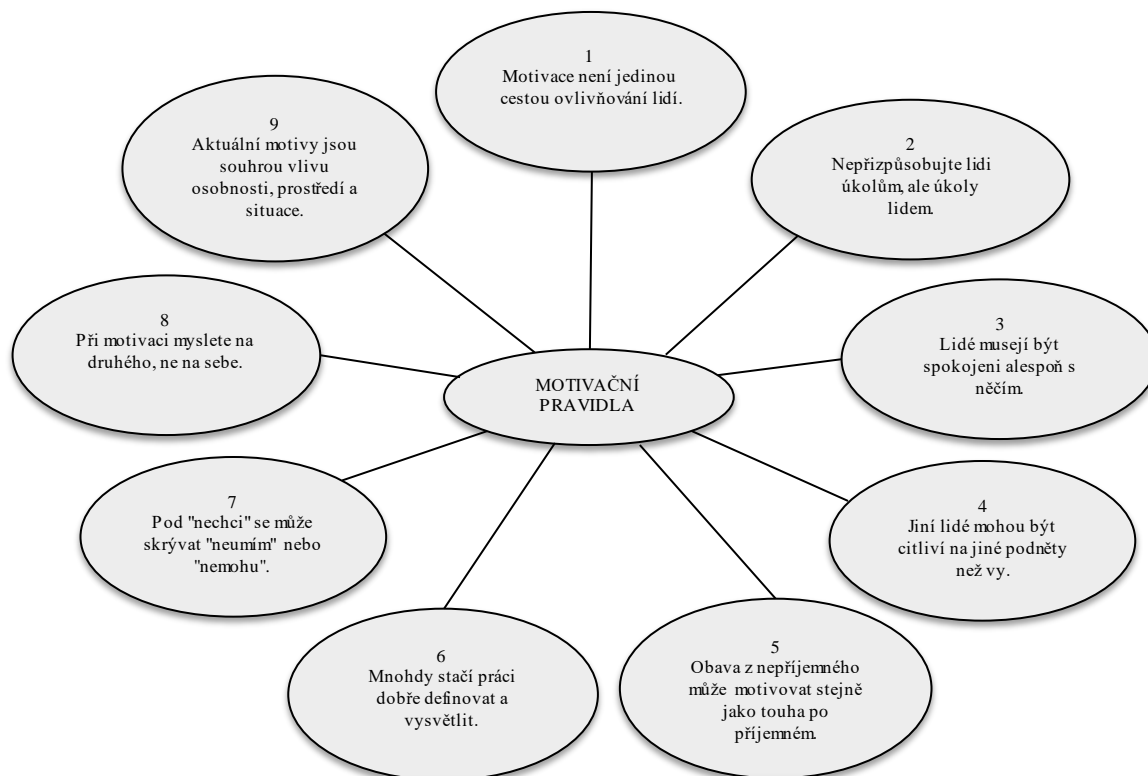 1
Motivace není jedinou
cestou ovlivňování lidí.
2
Nepřizpůsobujte lidi
úkolům, ale úkoly
lidem.
3
Lidé musejí být
spokojeni alespoň s
něčím.
4
Jiní lidé mohou být
citliví na jiné podněty
než vy.
5
Obava z nepříjemného
může motivovat stejně
jako touha po
příjemném.
6
Mnohdy stačí práci
dobře definovat a
vysvětlit.
7
Pod "nechci" se může
skrývat "neumím" nebo
"nemohu".
8
Při motivaci myslete na
druhého, ne na sebe.
9
Aktuální motivy jsou
souhrou vlivu
osobnosti, prostředí a
situace.
MOTIVAČNÍ
PRAVIDLA